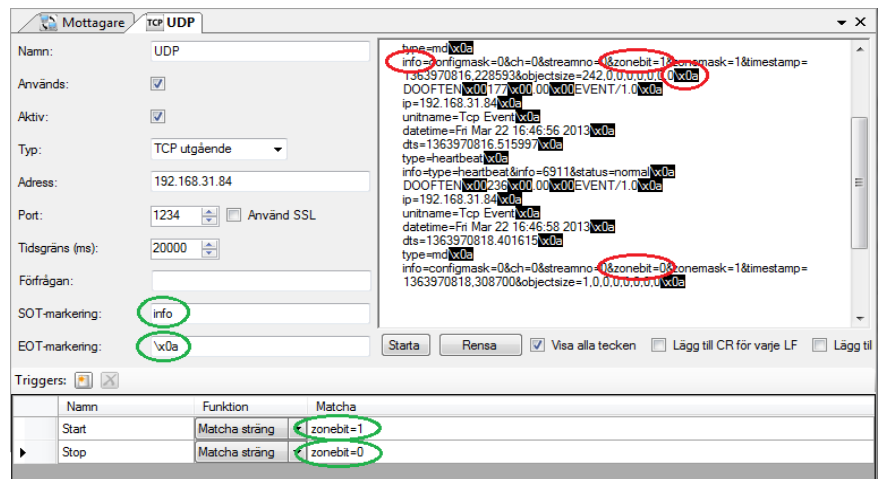 Mottagare TCP UDP
Namn: UDP
Används:
Aktiv:
Typ: TCP utgående
Adress: 192.168.31.84
Port: 1234 Använd SSL
Tidsgräns (ms): 20000
Förfrågan:
SOT-markering: info
EOT-markering: \x0a
type=md\x0a
info=configmask=0&ch=0&streamno=0&zonebit=1&zonemask=1&timestamp=
1363970816,228593&objectsize=242,0,0,0,0,0,0,0\x0a
DOOFTEN\x00177\x00.00\x00EVENT/1.0\x0a
ip=192.168.31.84\x0a
unitname=Tcp Event\x0a
datetime=Fri Mar 22 16:46:56 2013\x0a
dts=1363970816.515997\x0a
type=heartbeat\x0a
info=type=heartbeat&info=6911&status=normal\x0a
DOOFTEN\x00236\x00.00\x00EVENT/1.0\x0a
ip=192.168.31.84\x0a
unitname=Tcp Event\x0a
datetime=Fri Mar 22 16:46:58 2013\x0a
dts=1363970818.401615\x0a
type=md\x0a
info=configmask=0&ch=0&streamno=0&zonebit=0&zonemask=1&timestamp=
1363970818,308700&objectsize=1,0,0,0,0,0,0,0\x0a
Starta Rensa Visa alla tecken Lägg till CR för varje LF Lägg til
Triggers:
Namn Funktion Matcha
Start Matcha sträng zonebit=1
Stop Matcha sträng zonebit=0